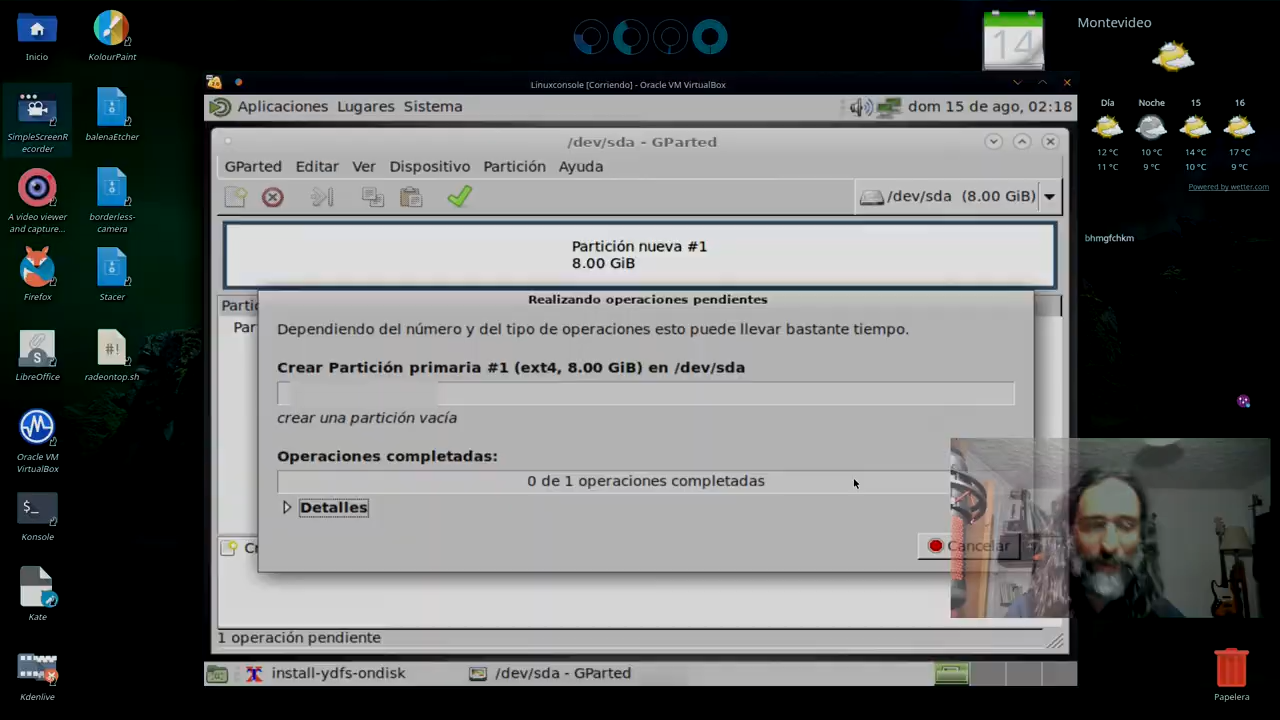 Inicio
KolourPaint
SimpleScreenR
ecorder
balenaEtcher
A video viewer
and capture...
borderless-
camera
Firefox
Stacer
LibreOffice
radeontop.sh
Oracle VM
VirtualBox
Konsole
Kate
Kdenlive
14
Montevideo
Día
Noche
15
16
12 °C
10 °C
14 °C
17 °C
11 °C
9 °C
10 °C
9 °C
Powered by wetter.com
bhmgfchkm
Linuxconsole [Corriendo] - Oracle VM VirtualBox
Aplicaciones Lugares Sistema
dom 15 de ago, 02:18
/dev/sda - GParted
GParted Editar Ver Dispositivo Partición Ayuda
/dev/sda (8.00 GiB)
Partición nueva #1
8.00 GiB
Partic
Par
Realizando operaciones pendientes
Dependiendo del número y del tipo de operaciones esto puede llevar bastante tiempo.
Crear Partición primaria #1 (ext4, 8.00 GiB) en /dev/sda
crear una partición vacía
Operaciones completadas:
0 de 1 operaciones completadas
Detalles
Cancelar
Cr
1 operación pendiente
install-ydfs-ondisk
/dev/sda - GParted
Papelera